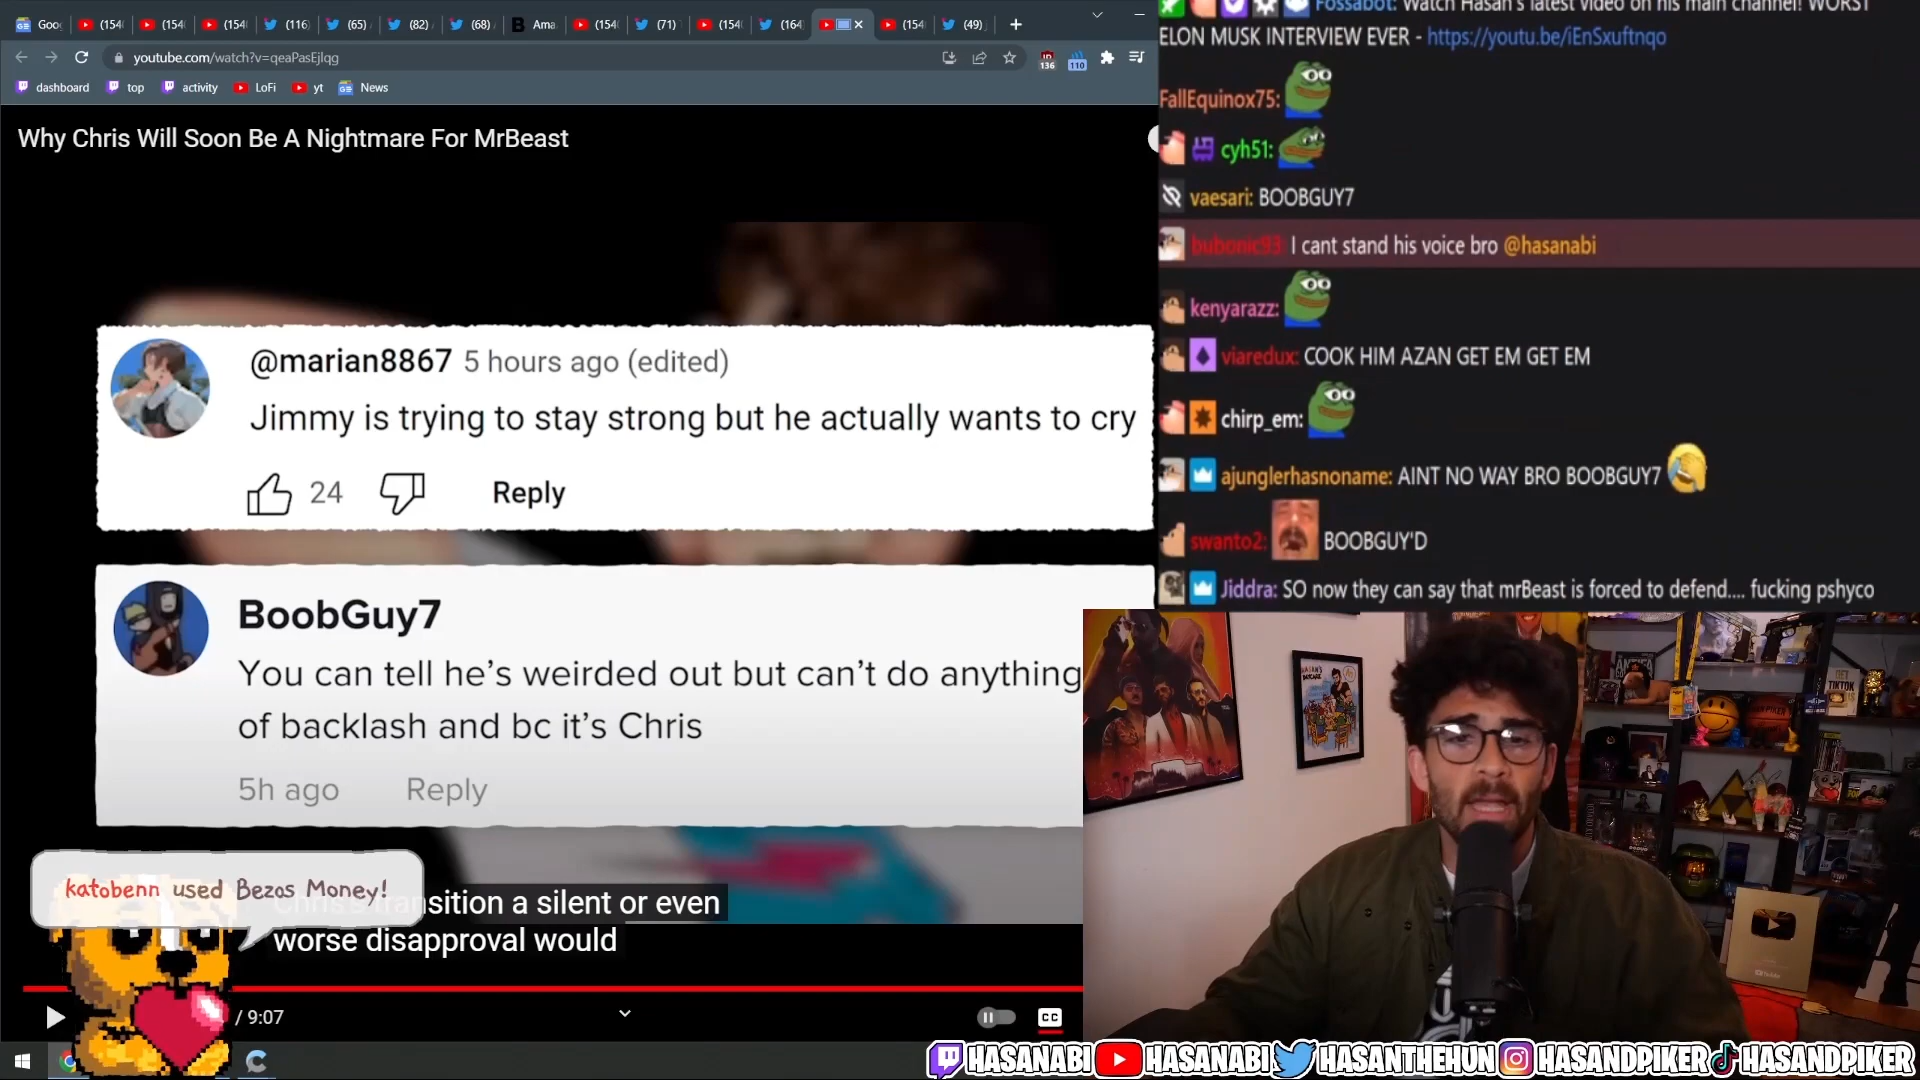 Goo
(154
(154
(154
(116)
(65)
(82)
(68)
B Ama
(154
(71)
(154
(164
(154
(49)
youtube.com/watch?v=qeaPasEjlqg
136
110
dashboard
top
activity
LoFi
yt
News
Why Chris Will Soon Be A Nightmare For MrBeast
@marian8867 5 hours ago (edited)
Jimmy is trying to stay strong but he actually wants to cry
24
Reply
BoobGuy7
You can tell he's weirded out but can't do anything
of backlash and bc it's Chris
5h ago Reply
katobenn used Bezos Money!
transition a silent or even
worse disapproval would
/ 9:07
CC
Fossabot: Watch Hasan's latest video on his main channel! WORST
ELON MUSK INTERVIEW EVER - https://youtu.be/iEnSxuftnqo
FallEquinox75:
cyh51:
vaesari: BOOBGUY7
bubonic93: I cant stand his voice bro @hasanabi
kenyarazz:
viaredux: COOK HIM AZAN GET EM GET EM
chirp_em:
ajunglerhasnoname: AINT NO WAY BRO BOOBGUY7
swanto2: BOOBGUY'D
Jiddra: SO now they can say that mrBeast is forced to defend.... fucking pshyco
HASANABI
HASANABI
HASANTHEHUN
HASANDPIKER
HASANDPIKER